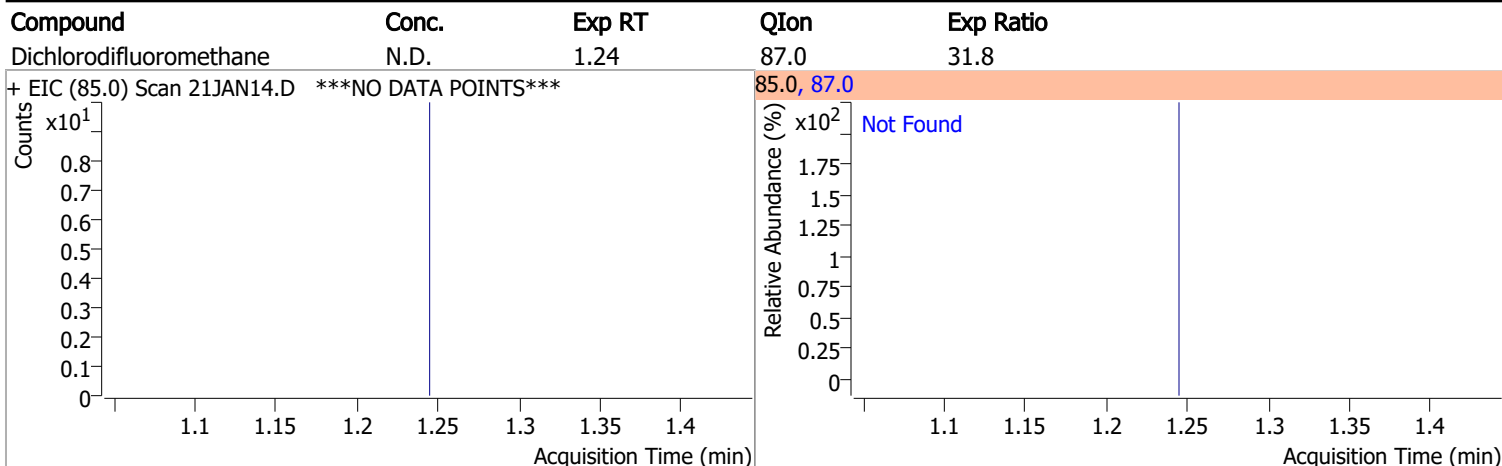 Compound Conc. Exp RT QIon Exp Ratio
Dichlorodifluoromethane N.D. 1.24 87.0 31.8
+ EIC (85.0) Scan 21JAN14.D ***NO DATA POINTS***
Counts
x10¹
0.8
0.7
0.6
0.5
0.4
0.3
0.2
0.1
0
1.1 1.15 1.2 1.25 1.3 1.35 1.4
Acquisition Time (min)
85.0, 87.0
Relative Abundance (%)
x10²
Not Found
1.75
1.5
1.25
1
0.75
0.5
0.25
0
1.1 1.15 1.2 1.25 1.3 1.35 1.4
Acquisition Time (min)